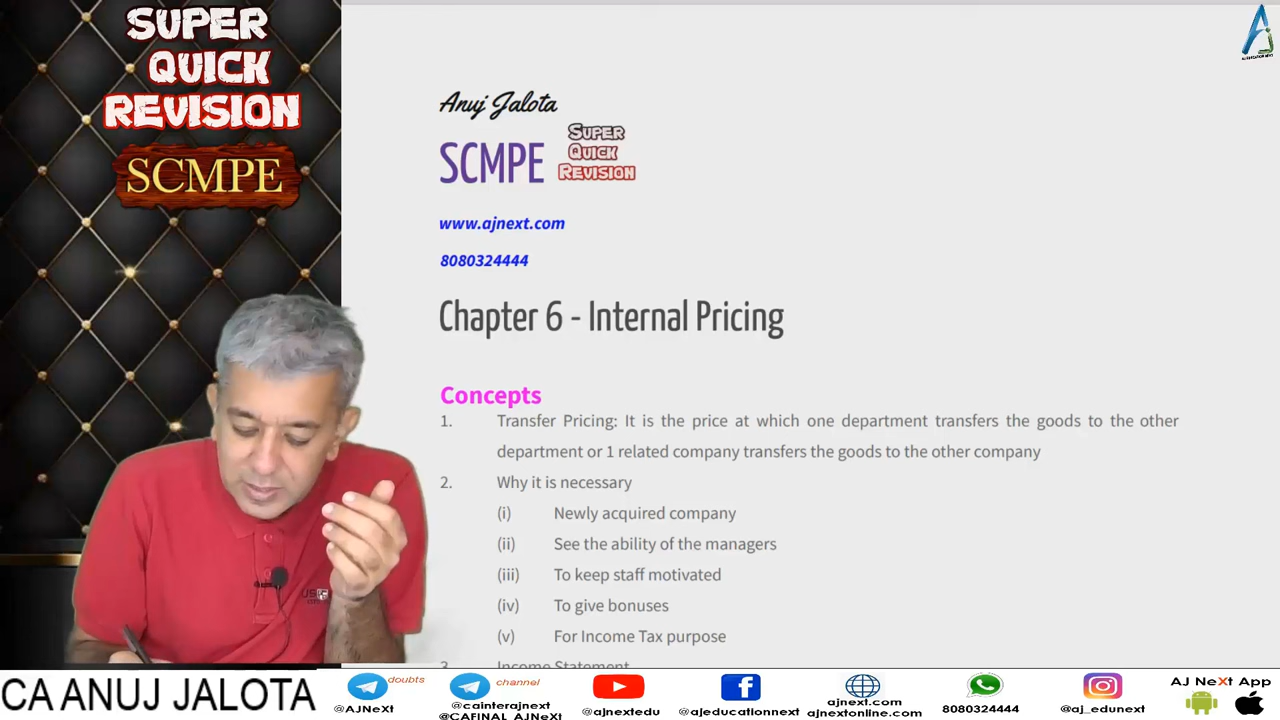 SUPER
QUICK
REVISION
SCMPE
Anuj Jalota
SCMPE
SUPER
QUICK
REVISION
www.ajnext.com
8080324444
Chapter 6 - Internal Pricing
Concepts
1. Transfer Pricing: It is the price at which one department transfers the goods to the other
department or 1 related company transfers the goods to the other company
2. Why it is necessary
(i) Newly acquired company
(ii) See the ability of the managers
(iii) To keep staff motivated
(iv) To give bonuses
(v) For Income Tax purpose
3. Income Statement
CA ANUJ JALOTA
doubts
@AJNeXt
channel
@cainterajnext
@CAFINAL_AJNeXt
@ajnextedu
@ajeducationnext
ajnext.com
ajnextonline.com
8080324444
@aj_edunext
AJ NeXt App